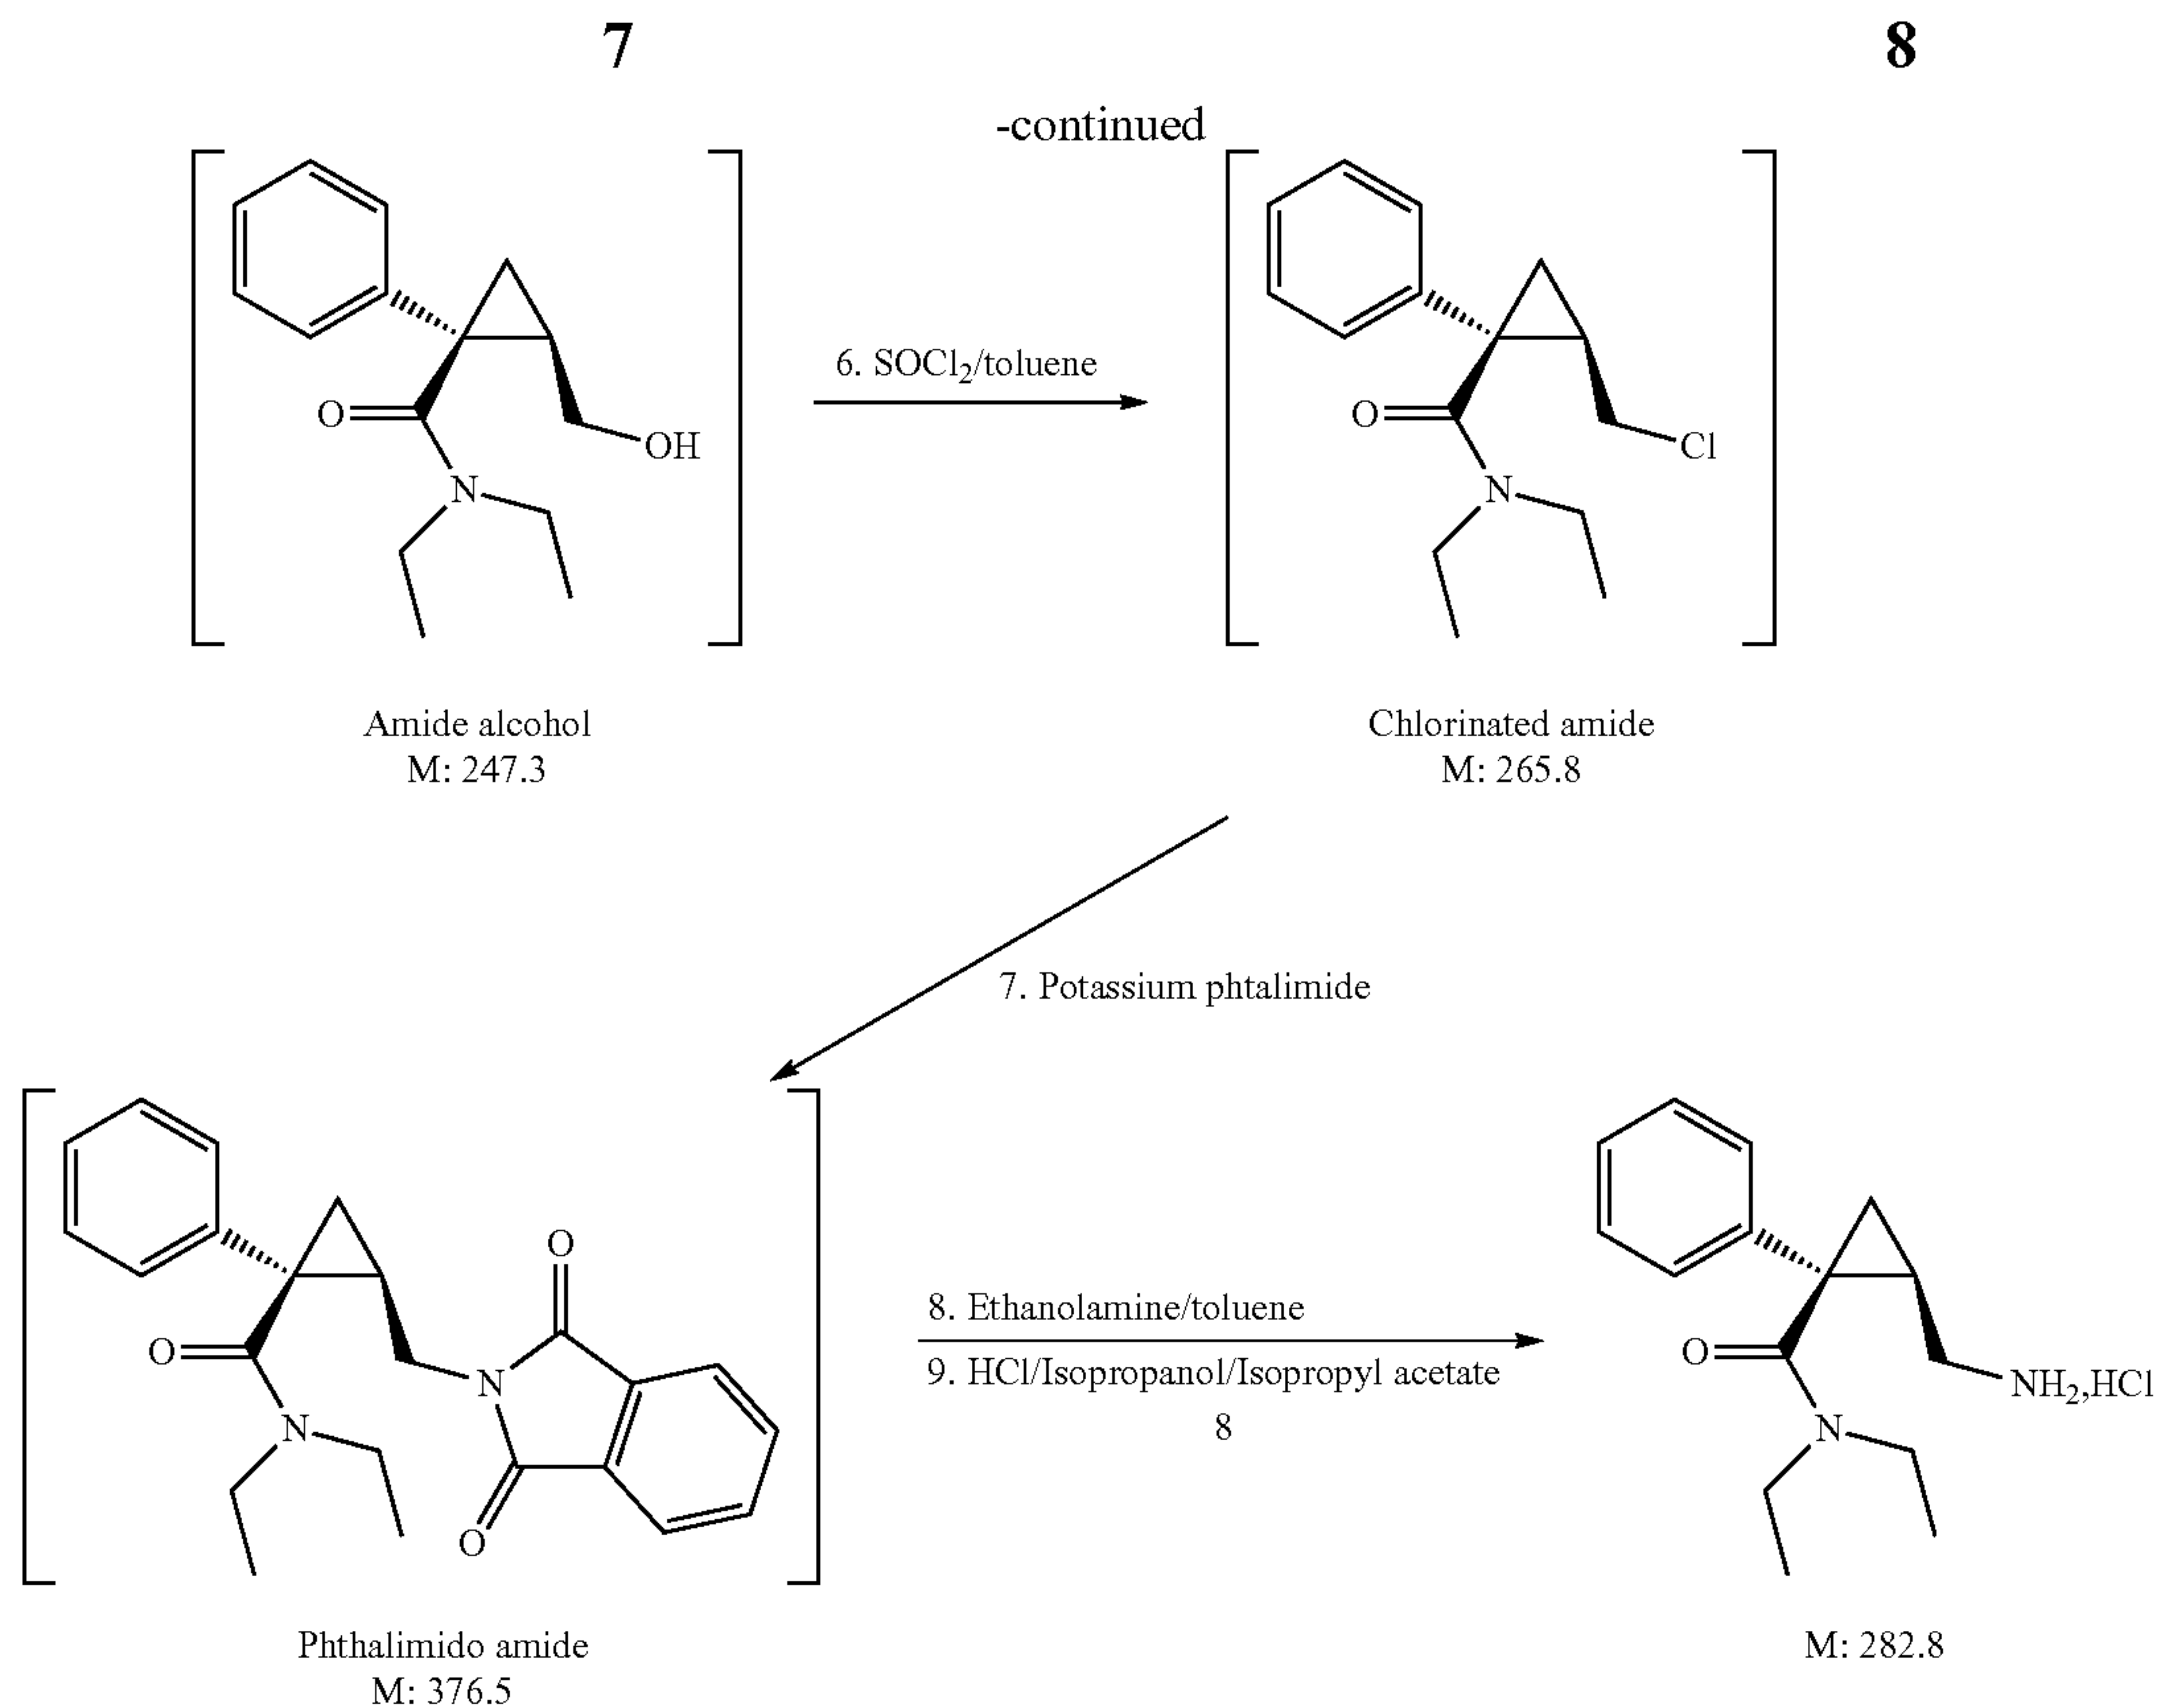 7
8
-continued
6. SOCl2/toluene
O
OH
N
O
Cl
N
Amide alcohol
M: 247.3
Chlorinated amide
M: 265.8
7. Potassium phtalimide
O
O
N
N
O
8. Ethanolamine/toluene
9. HCl/Isopropanol/Isopropyl acetate
8
O
NH2,HCl
N
Phthalimido amide
M: 376.5
M: 282.8